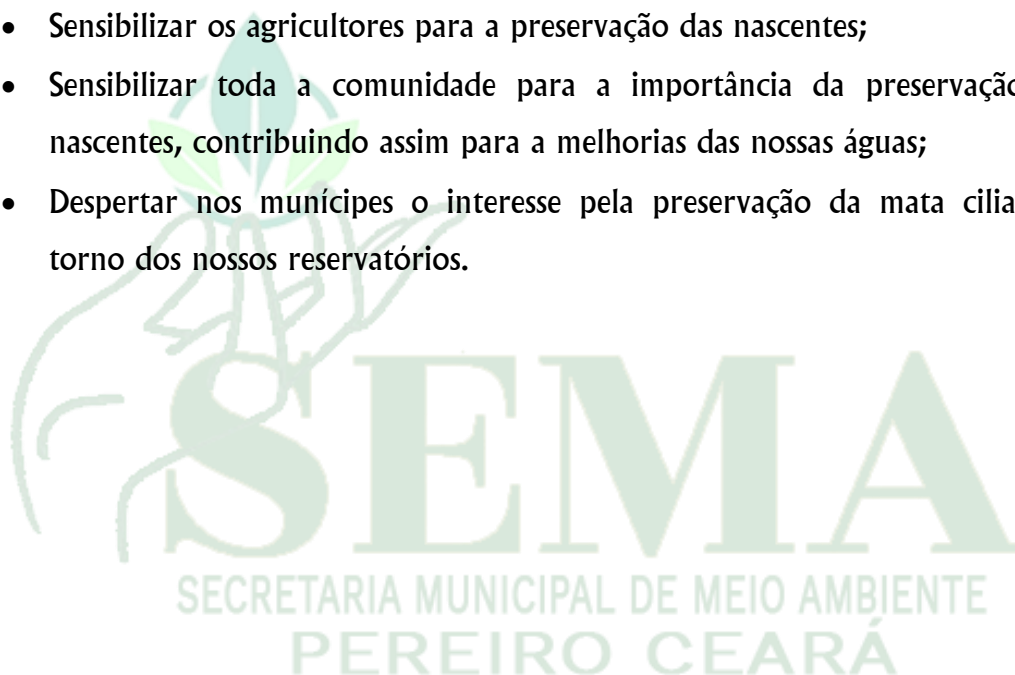 • Sensibilizar os agricultores para a preservação das nascentes;
• Sensibilizar toda a comunidade para a importância da preservação
nascentes, contribuindo assim para a melhorias das nossas águas;
• Despertar nos munícipes o interesse pela preservação da mata
torno dos nossos reservatórios.
SEMA
SECRETARIA MUNICIPAL DE MEIO AMBIENTE
PEREIRO CEARÁ